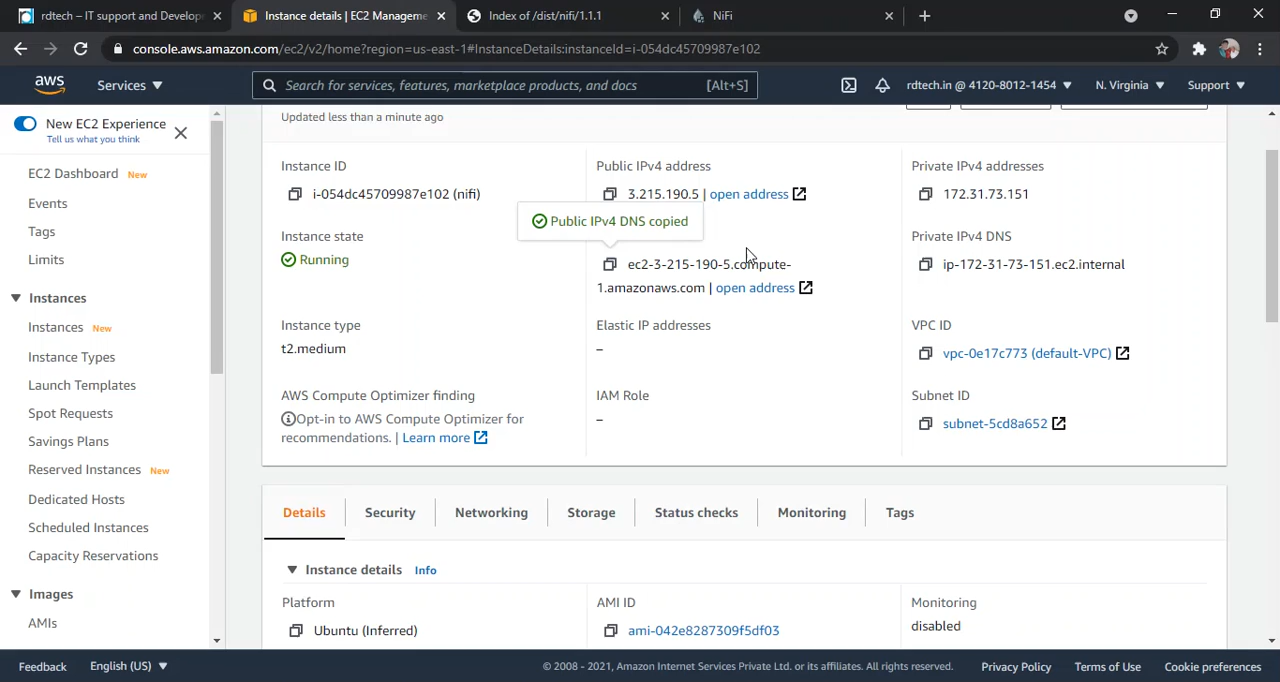 rdtech – IT support and Develop
Instance details | EC2 Manageme
Index of /dist/nifi/1.1.1
NiFi
console.aws.amazon.com/ec2/v2/home?region=us-east-1#InstanceDetails:instanceId=i-054dc45709987e102
aws
Services
Search for services, features, marketplace products, and docs
[Alt+S]
rdtech.in @ 4120-8012-1454
N. Virginia
Support
New EC2 Experience
Tell us what you think
EC2 Dashboard New
Events
Tags
Limits
Instances
Instances New
Instance Types
Launch Templates
Spot Requests
Savings Plans
Reserved Instances New
Dedicated Hosts
Scheduled Instances
Capacity Reservations
Images
AMIs
Updated less than a minute ago
Instance ID
i-054dc45709987e102 (nifi)
Public IPv4 address
3.215.190.5 | open address
Private IPv4 addresses
172.31.73.151
Public IPv4 DNS copied
Instance state
Running
ec2-3-215-190-5.compute-
1.amazonaws.com | open address
Private IPv4 DNS
ip-172-31-73-151.ec2.internal
Instance type
t2.medium
Elastic IP addresses
–
VPC ID
vpc-0e17c773 (default-VPC)
AWS Compute Optimizer finding
Opt-in to AWS Compute Optimizer for
recommendations. | Learn more
IAM Role
–
Subnet ID
subnet-5cd8a652
Details
Security
Networking
Storage
Status checks
Monitoring
Tags
Instance details Info
Platform
Ubuntu (Inferred)
AMI ID
ami-042e8287309f5df03
Monitoring
disabled
Feedback
English (US)
© 2008 - 2021, Amazon Internet Services Private Ltd. or its affiliates. All rights reserved.
Privacy Policy
Terms of Use
Cookie preferences